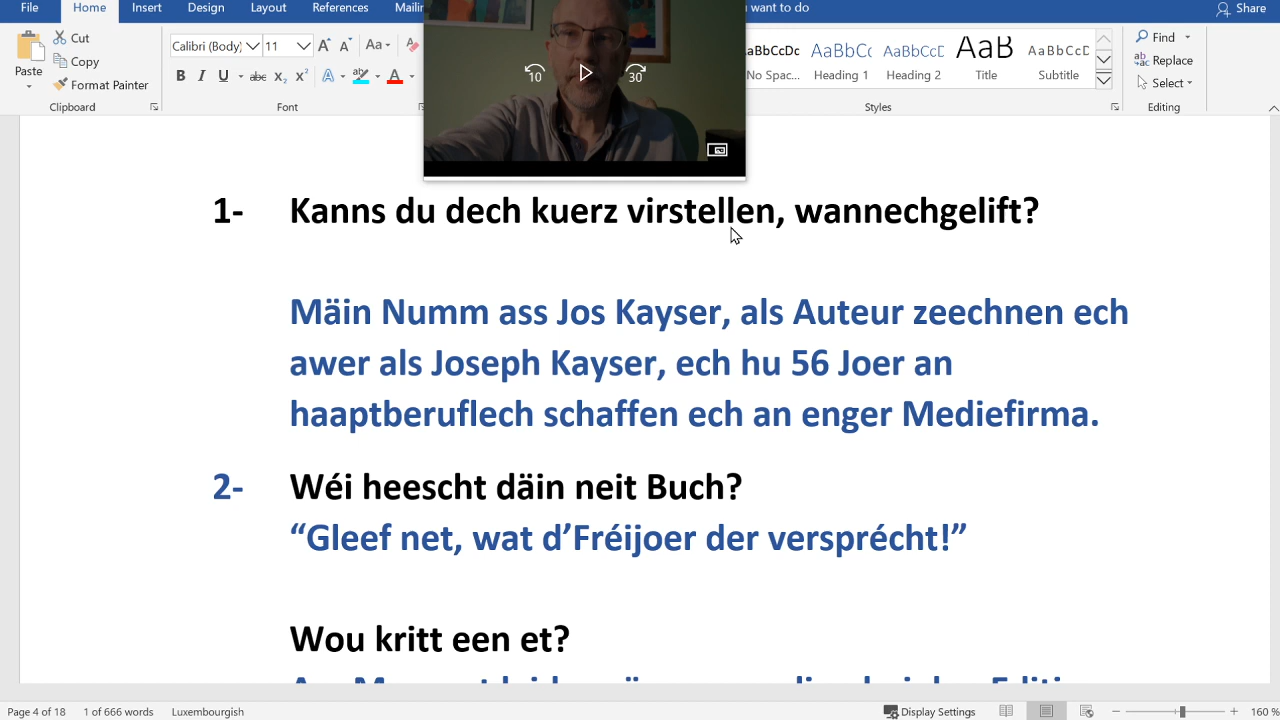 File Home Insert Design Layout References Mailin want to do Share
Cut
Copy
Format Painter
Paste
Clipboard
Calibri (Body) 11
Font
AaBbCcDc AaBbCc AaBbCcD AaB AaBbCcD
No Spac... Heading 1 Heading 2 Title Subtitle
Styles
Find
Replace
Select
Editing
10 30
1- Kanns du dech kuerz virstellen, wannechgelift?
Mäin Numm ass Jos Kayser, als Auteur zeechnen ech
awer als Joseph Kayser, ech hu 56 Joer an
haaptberuflech schaffen ech an enger Mediefirma.
2- Wéi heescht däin neit Buch?
“Gleef net, wat d’Fréijoer der versprécht!”
Wou kritt een et?
Page 4 of 18 1 of 666 words Luxembourgish Display Settings 160 %